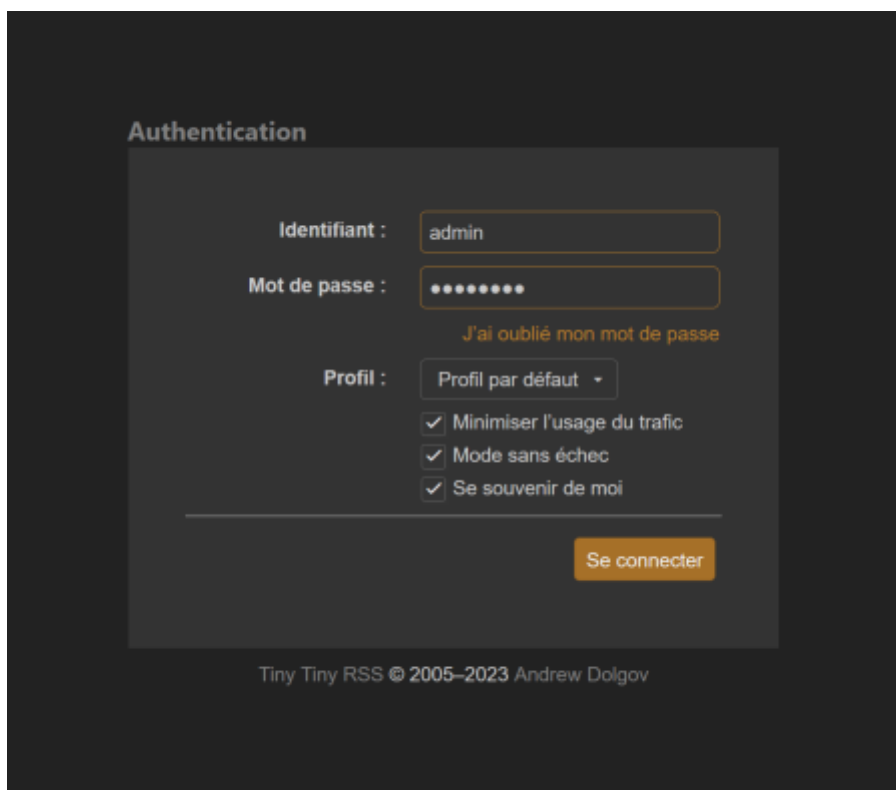 Authentication
Identifiant : admin
Mot de passe : ••••••••
J'ai oublié mon mot de passe
Profil : Profil par défaut
Minimiser l'usage du trafic
Mode sans échec
Se souvenir de moi
Se connecter
Tiny Tiny RSS © 2005–2023 Andrew Dolgov